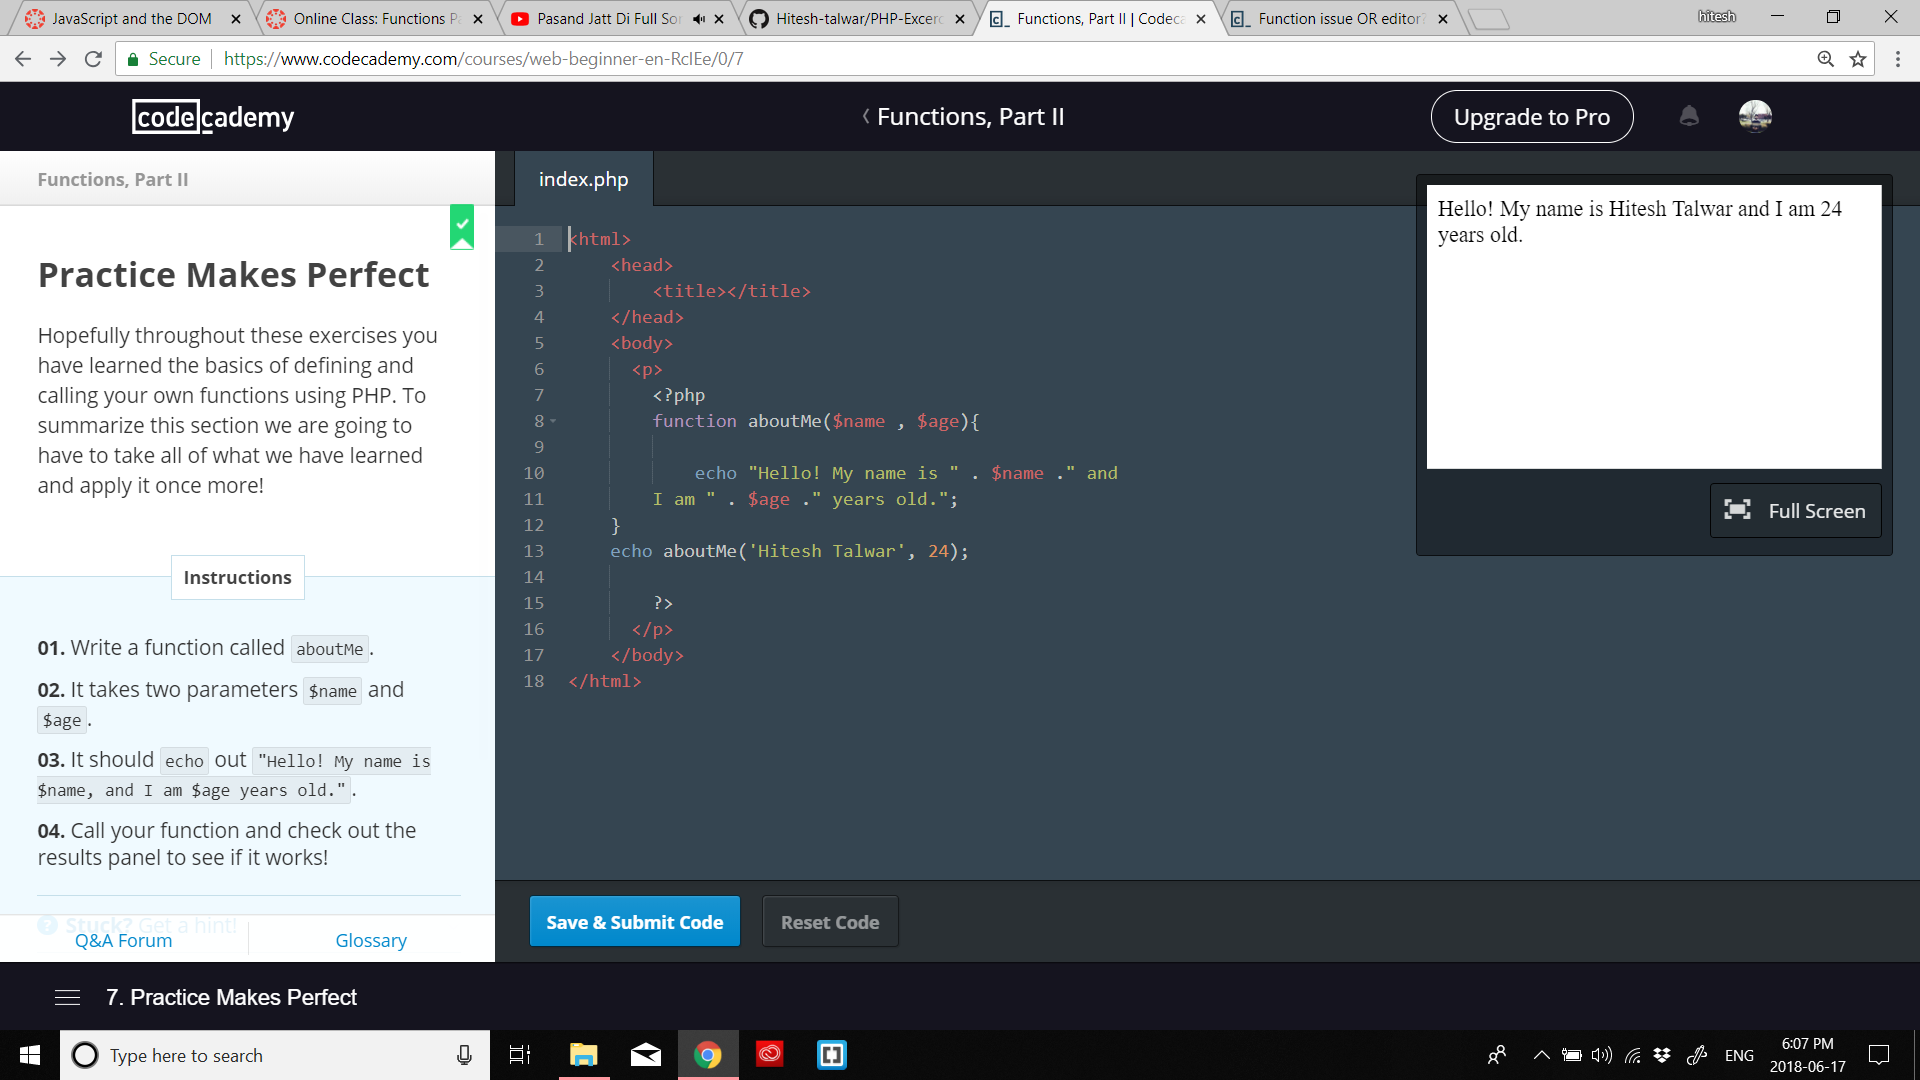 JavaScript and the DOM
Online Class: Functions P
Pasand Jatt Di Full So
Hitesh-talwar/PHP-Excer
Functions, Part II | Codeca
Function issue OR editor?
hitesh
Secure
https://www.codecademy.com/courses/web-beginner-en-RclEe/0/7
codecademy
Functions, Part II
Upgrade to Pro
Functions, Part II
Practice Makes Perfect
Hopefully throughout these exercises you
have learned the basics of defining and
calling your own functions using PHP. To
summarize this section we are going to
have to take all of what we have learned
and apply it once more!
Instructions
01. Write a function called aboutMe.
02. It takes two parameters $name and
$age.
03. It should echo out "Hello! My name is
$name, and I am $age years old.".
04. Call your function and check out the
results panel to see if it works!
? Stuck? Get a hint!
Q&A Forum
Glossary
index.php
1 <html>
2 <head>
3 <title></title>
4 </head>
5 <body>
6 <p>
7 <?php
8 function aboutMe($name , $age){
9
10 echo "Hello! My name is " . $name ." and
11 I am " . $age ." years old.";
12 }
13 echo aboutMe('Hitesh Talwar', 24);
14
15 ?>
16 </p>
17 </body>
18 </html>
Hello! My name is Hitesh Talwar and I am 24
years old.
Full Screen
Save & Submit Code
Reset Code
7. Practice Makes Perfect
Type here to search
ENG
6:07 PM
2018-06-17